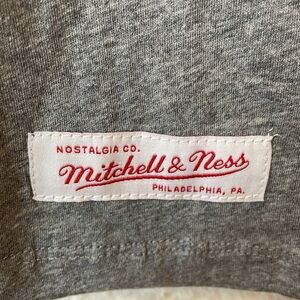 NOSTALGIA CO.
Mitchell & Ness
PHILADELPHIA, PA.